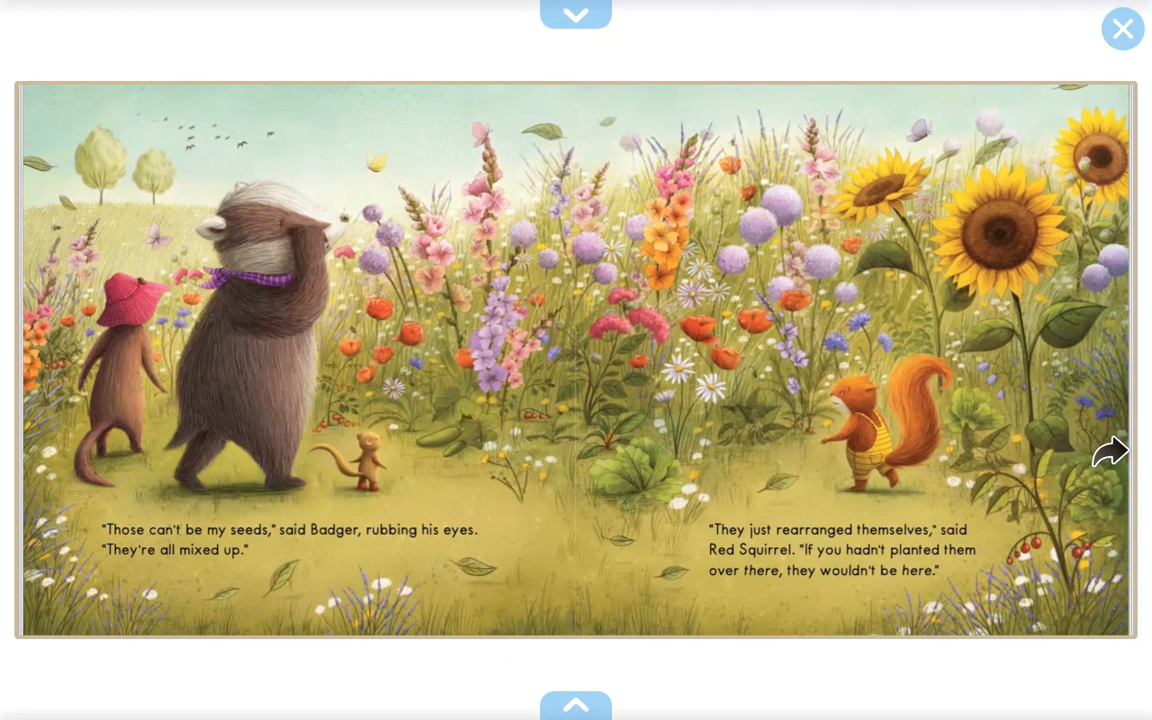 "Those can't be my seeds," said Badger, rubbing his eyes.
"They're all mixed up."
"They just rearranged themselves," said
Red Squirrel. "If you hadn't planted them
over there, they wouldn't be here."